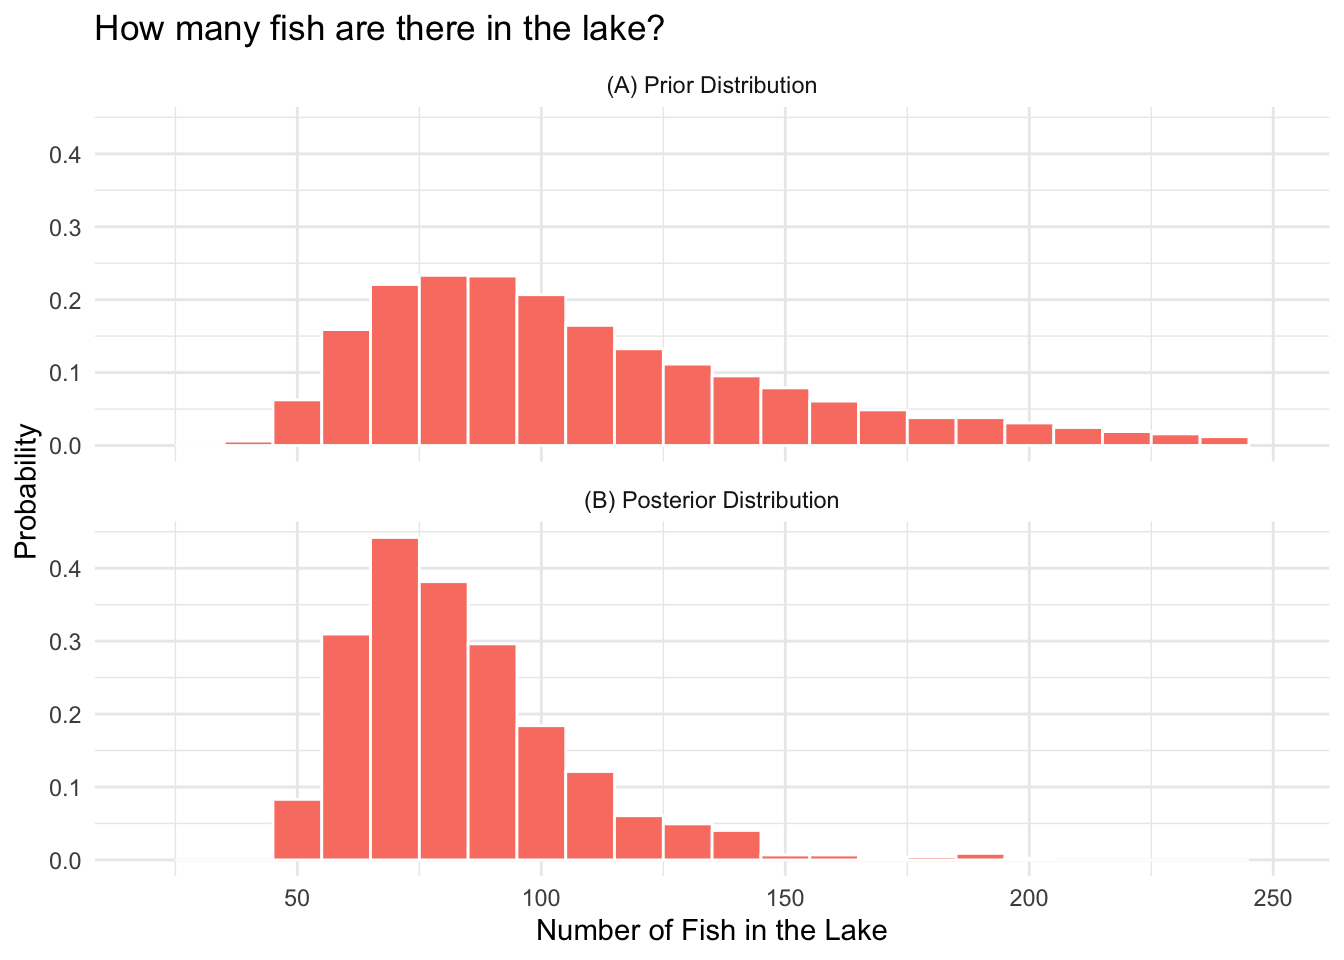 How many fish are there in the lake?
(A) Prior Distribution
0.4
0.3
0.2
0.1
0.0
Probability
(B) Posterior Distribution
0.4
0.3
0.2
0.1
0.0
50 100 150 200 250
Number of Fish in the Lake